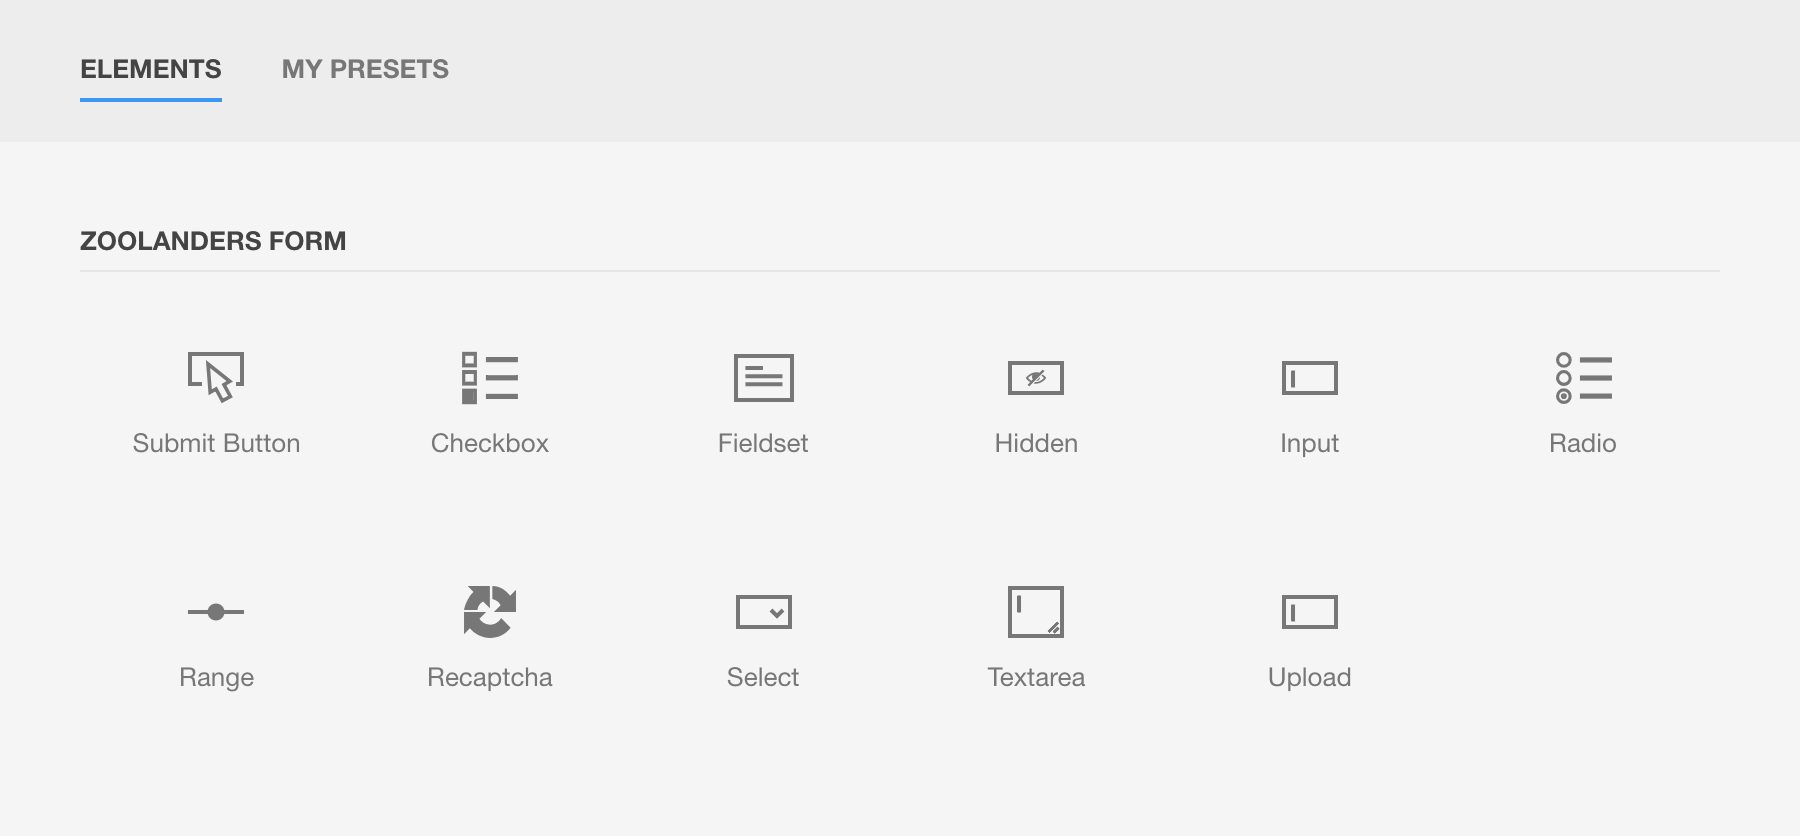 ELEMENTS MY PRESETS
ZOOLANDERS FORM
Submit Button Checkbox Fieldset Hidden Input Radio
Range Recaptcha Select Textarea Upload